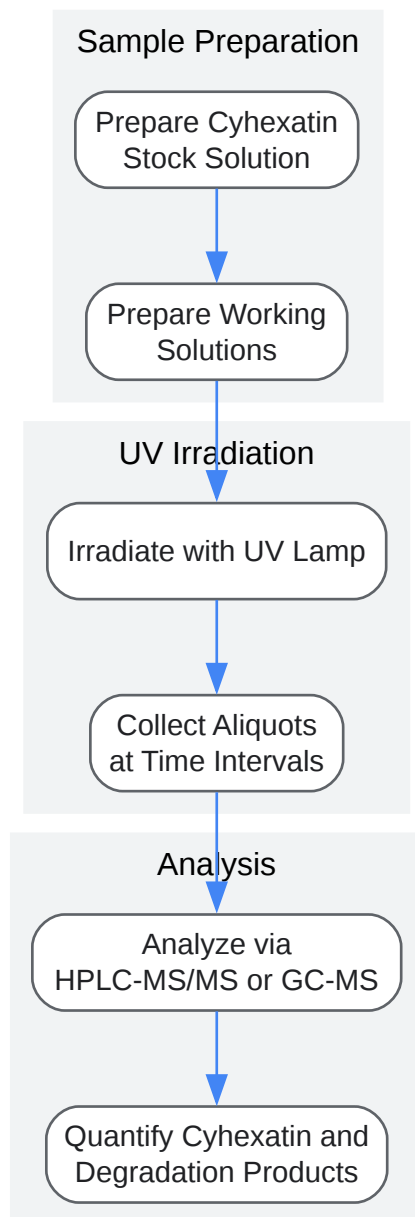 Sample Preparation
Prepare Cyhexatin
Stock Solution
Prepare Working
Solutions
UV Irradiation
Irradiate with UV Lamp
Collect Aliquots
at Time Intervals
Analysis
Analyze via
HPLC-MS/MS or GC-MS
Quantify Cyhexatin and
Degradation Products